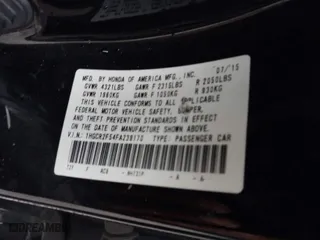 MFD. BY HONDA OF AMERICA MFG., INC. 07/15
GVWR 4321LBS GAWR F 2315LBS R 2050LBS
GVWR 1960KG GAWR F 1050KG R 930KG
THIS VEHICLE CONFORMS TO ALL APPLICABLE
FEDERAL MOTOR VEHICLE SAFETY, BUMPER,
AND THEFT PREVENTION STANDARDS IN EFFECT
ON THE DATE OF MANUFACTURE SHOWN ABOVE.
V.I.N.: 1HGCR2F54FA238170 TYPE: PASSENGER CAR